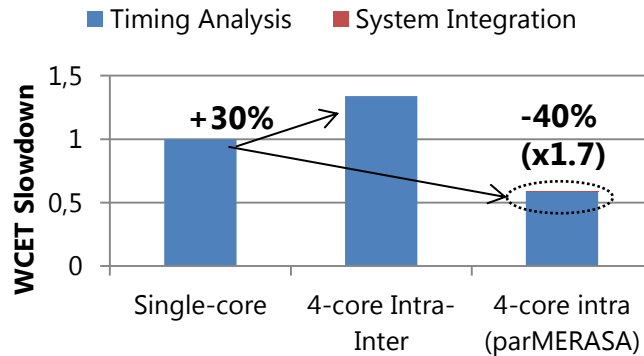 Timing Analysis System Integration
WCET Slowdown
1,5
1
0,5
0
+30%
-40%
(x1.7)
Single-core
4-core Intra-
Inter
4-core intra
(parMERASA)